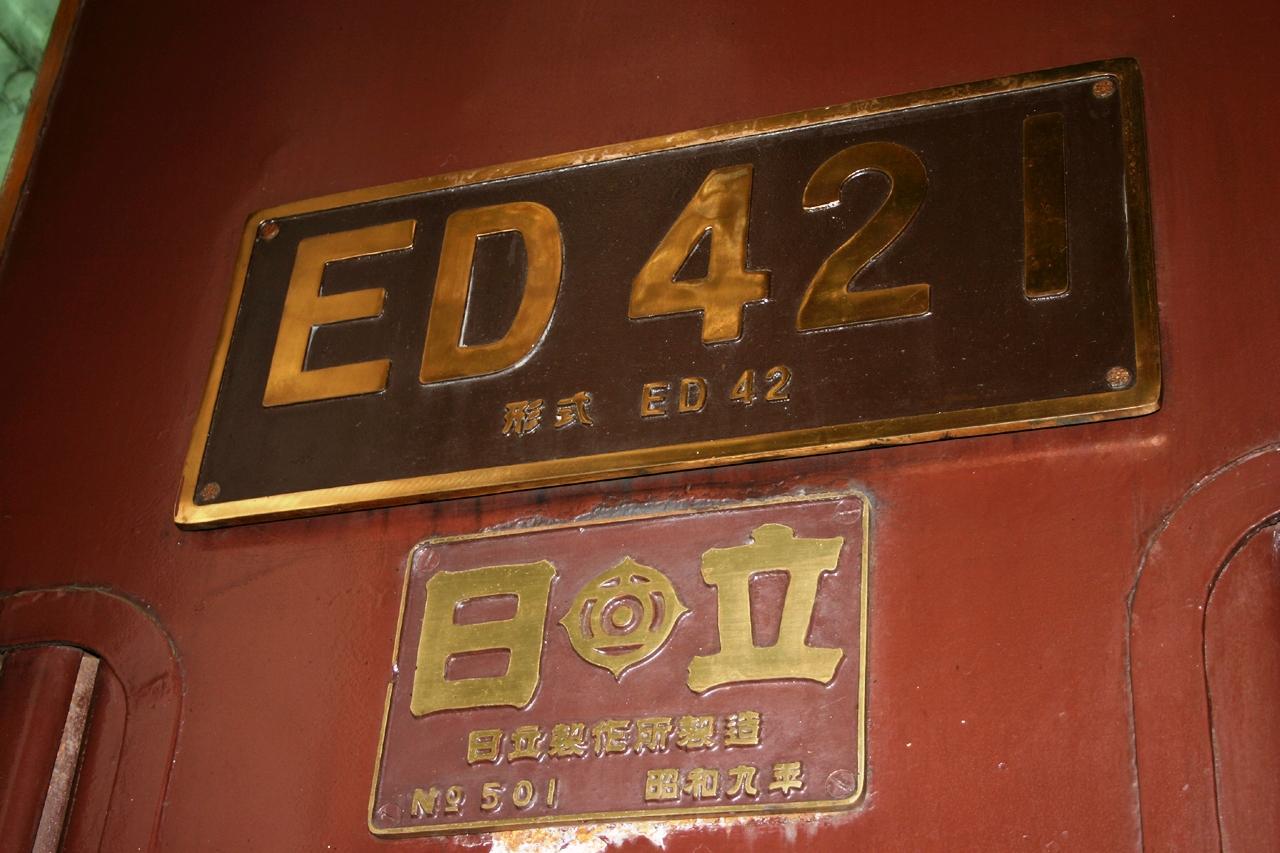 ED 42 1
形式 ED 42
日立
日立製作所製造
№ 501 昭和九年